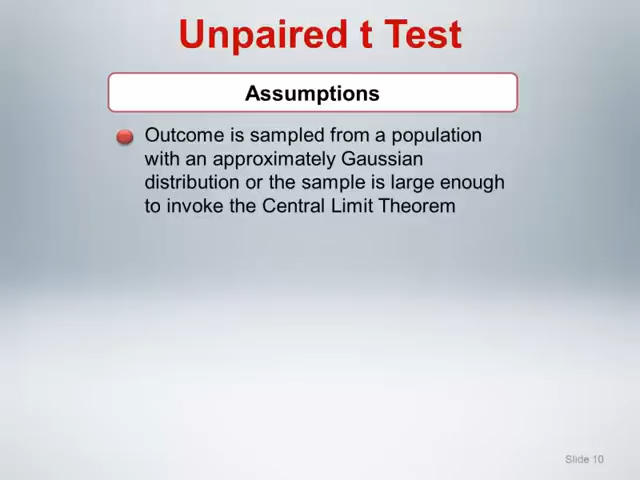 Unpaired t Test
Assumptions
Outcome is sampled from a population
with an approximately Gaussian
distribution or the sample is large enough
to invoke the Central Limit Theorem
Slide 10